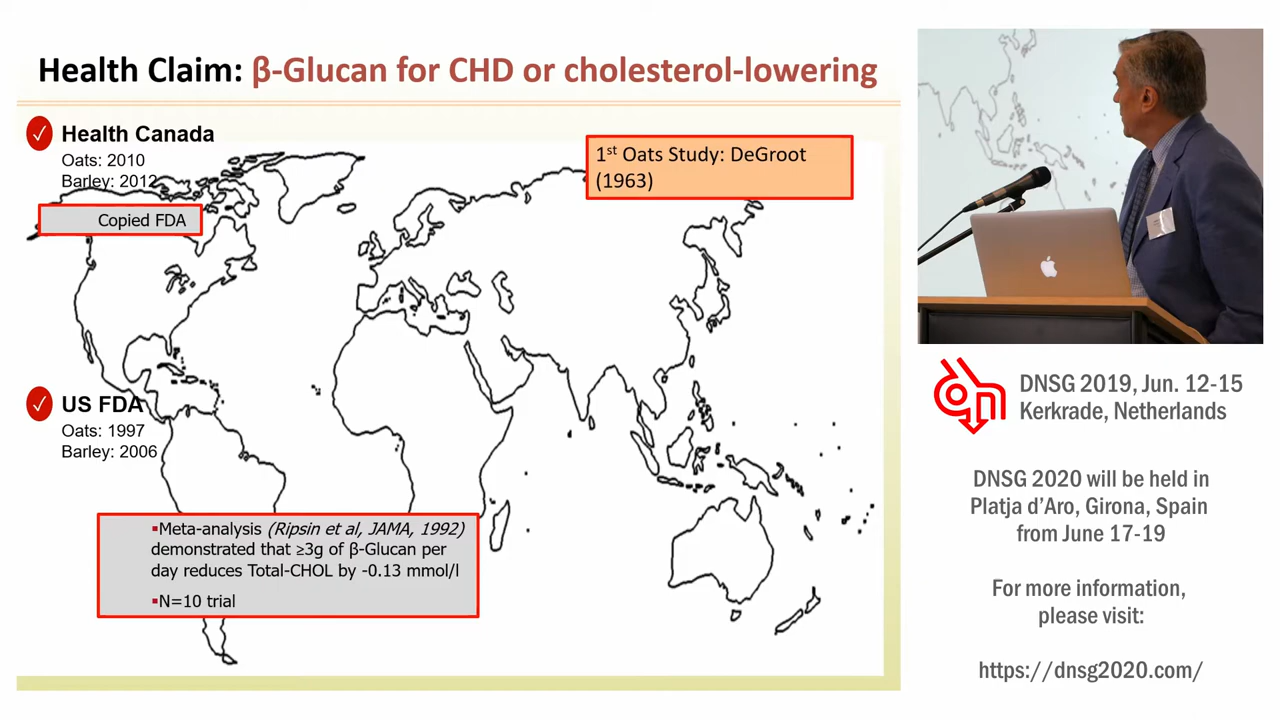 Health Claim: β-Glucan for CHD or cholesterol-lowering
Health Canada
Oats: 2010
Barley: 2012
Copied FDA
1st Oats Study: DeGroot
(1963)
US FDA
Oats: 1997
Barley: 2006
▪Meta-analysis (Ripsin et al, JAMA, 1992)
demonstrated that ≥3g of β-Glucan per
day reduces Total-CHOL by -0.13 mmol/l
▪N=10 trial
DNSG 2019, Jun. 12-15
Kerkrade, Netherlands
DNSG 2020 will be held in
Platja d’Aro, Girona, Spain
from June 17-19
For more information,
please visit:
https://dnsg2020.com/